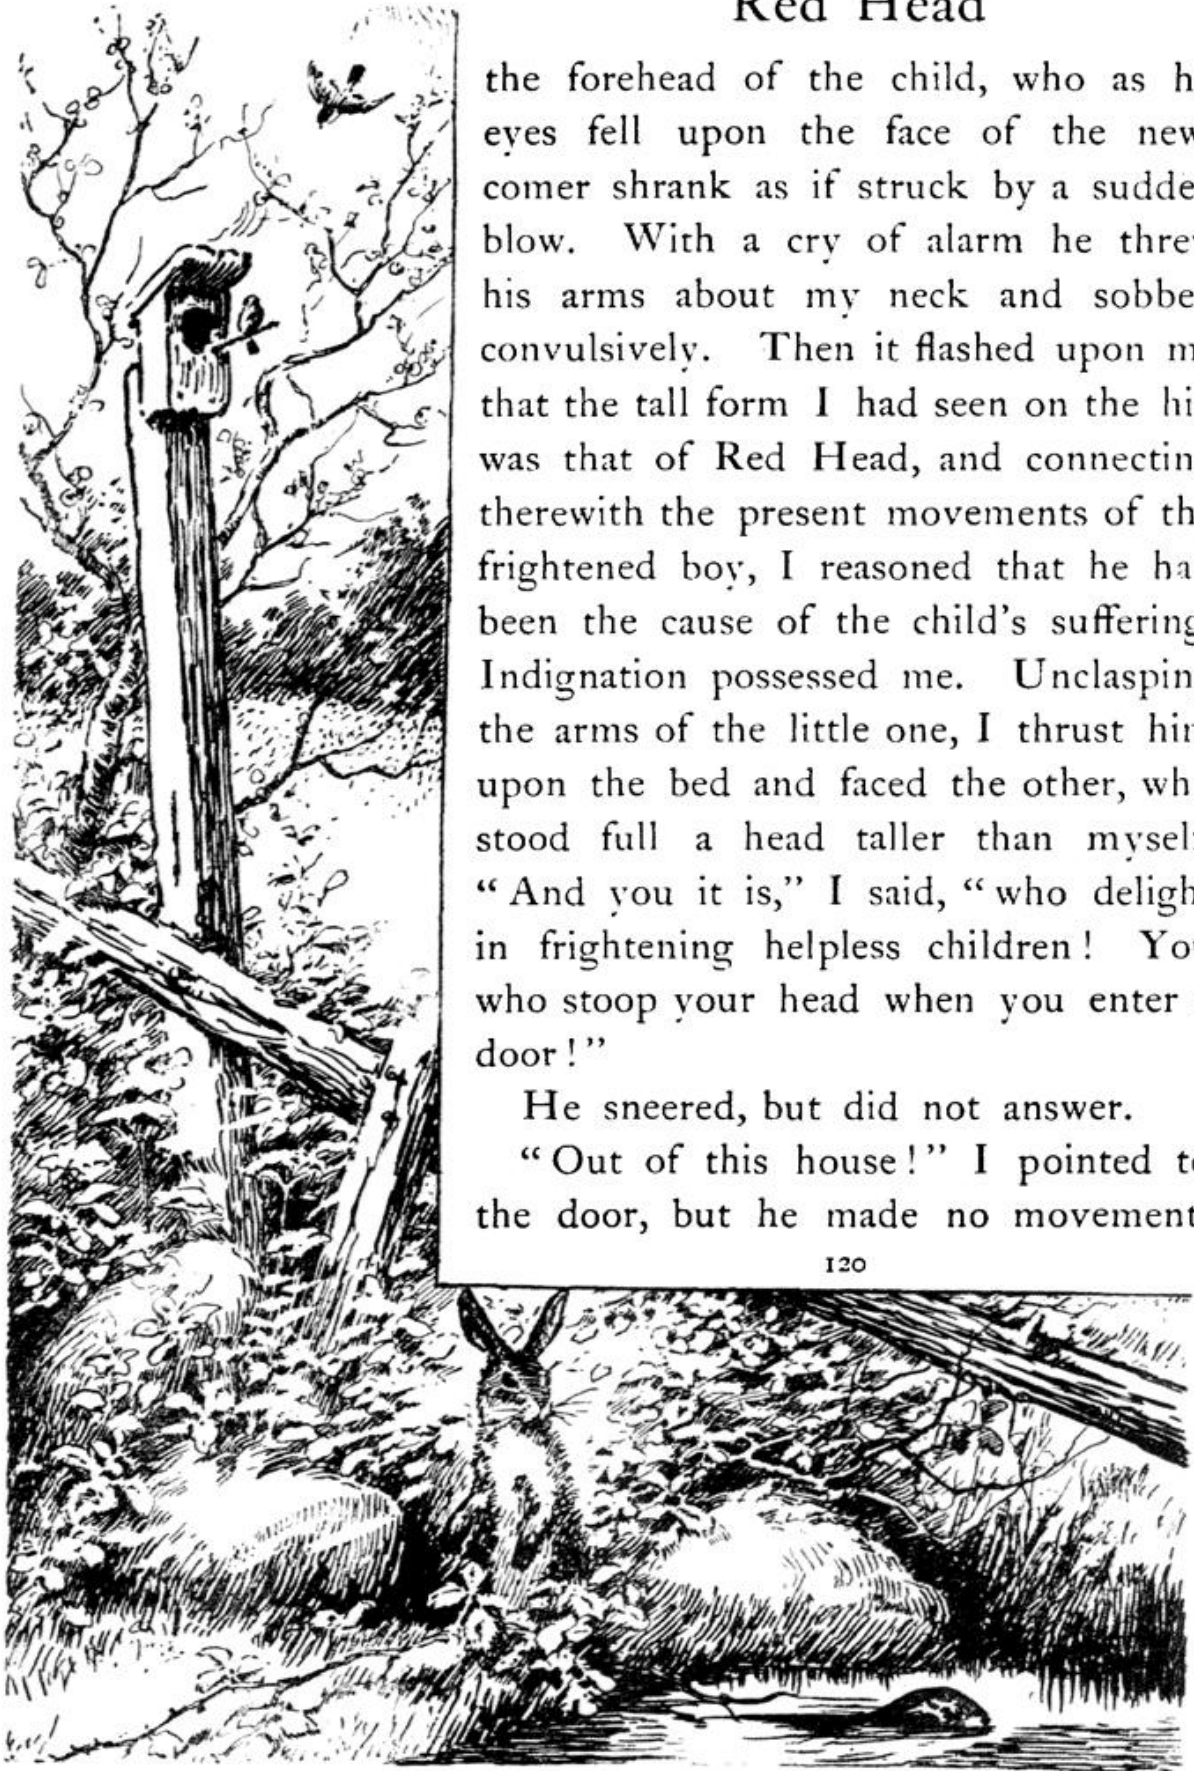 Red Head
the forehead of the child, who as h
eyes fell upon the face of the new
comer shrank as if struck by a sudde
blow. With a cry of alarm he thre
his arms about my neck and sobbe
convulsively. Then it flashed upon m
that the tall form I had seen on the hi
was that of Red Head, and connectin
therewith the present movements of th
frightened boy, I reasoned that he ha
been the cause of the child's suffering
Indignation possessed me. Unclaspin
the arms of the little one, I thrust hi
upon the bed and faced the other, wh
stood full a head taller than mysel
“And you it is,” I said, “who deligh
in frightening helpless children! Yo
who stoop your head when you enter
door!”
He sneered, but did not answer.
“Out of this house!” I pointed to
the door, but he made no movement
120